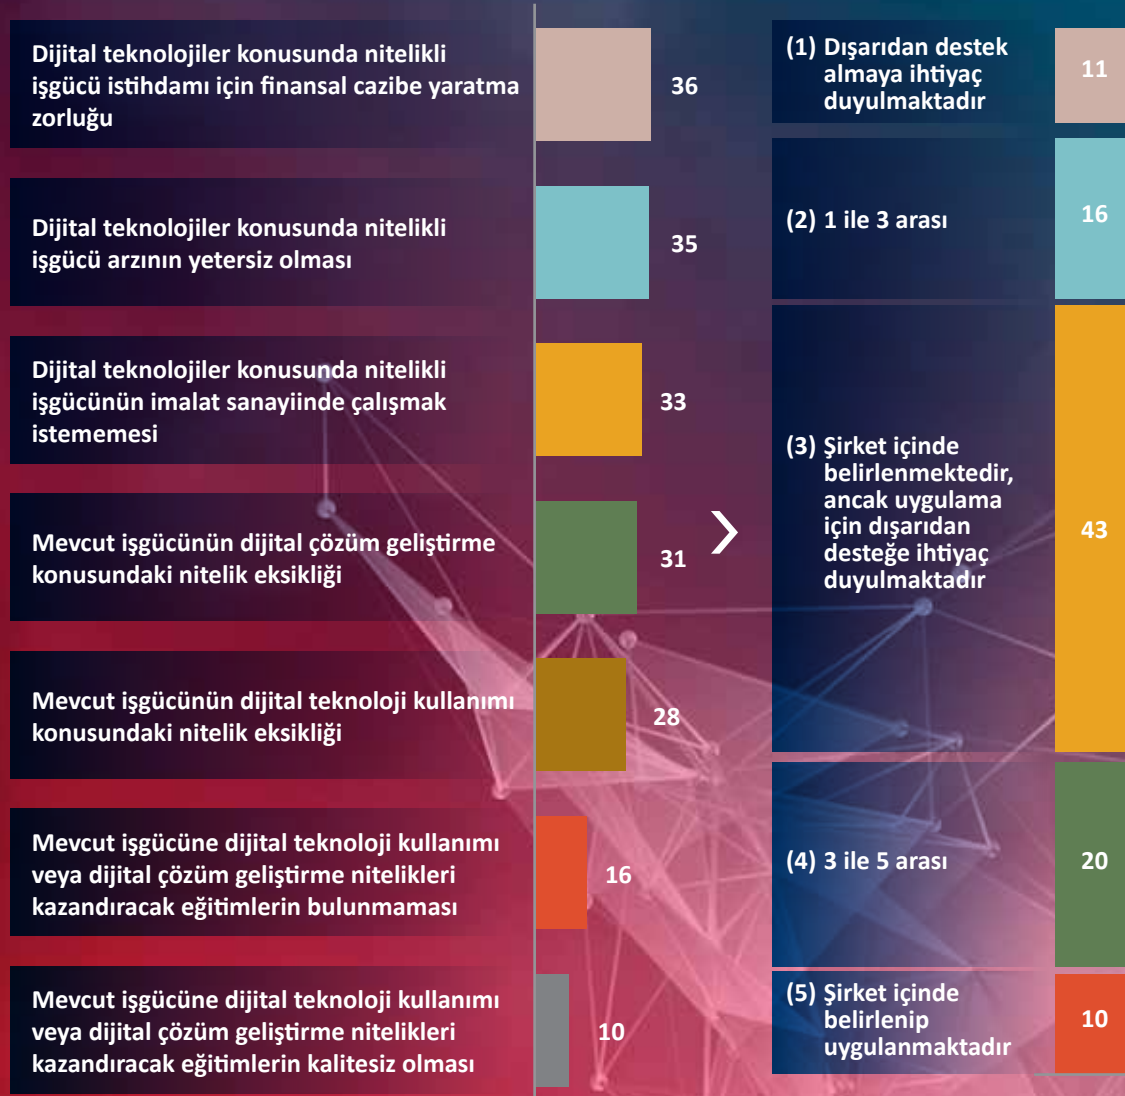 Dijital teknolojiler konusunda nitelikli
işgücü istihdamı için finansal cazibe yaratma
zorluğu
36
Dijital teknolojiler konusunda nitelikli
işgücü arzının yetersiz olması
35
Dijital teknolojiler konusunda nitelikli
işgücünün imalat sanayiinde çalışmak
istememesi
33
Mevcut işgücünün dijital çözüm geliştirme
konusundaki nitelik eksikliği
31
Mevcut işgücünün dijital teknoloji kullanımı
konusundaki nitelik eksikliği
28
Mevcut işgücüne dijital teknoloji kullanımı
veya dijital çözüm geliştirme nitelikleri
kazandıracak eğitimlerin bulunmaması
16
Mevcut işgücüne dijital teknoloji kullanımı
veya dijital çözüm geliştirme nitelikleri
kazandıracak eğitimlerin kalitesiz olması
10
(1) Dışarıdan destek
almaya ihtiyaç
duyulmaktadır
11
(2) 1 ile 3 arası
16
(3) Şirket içinde
belirlenmektedir,
ancak uygulama
için dışarıdan
desteğe ihtiyaç
duyulmaktadır
43
(4) 3 ile 5 arası
20
(5) Şirket içinde
belirlenip
uygulanmaktadır
10